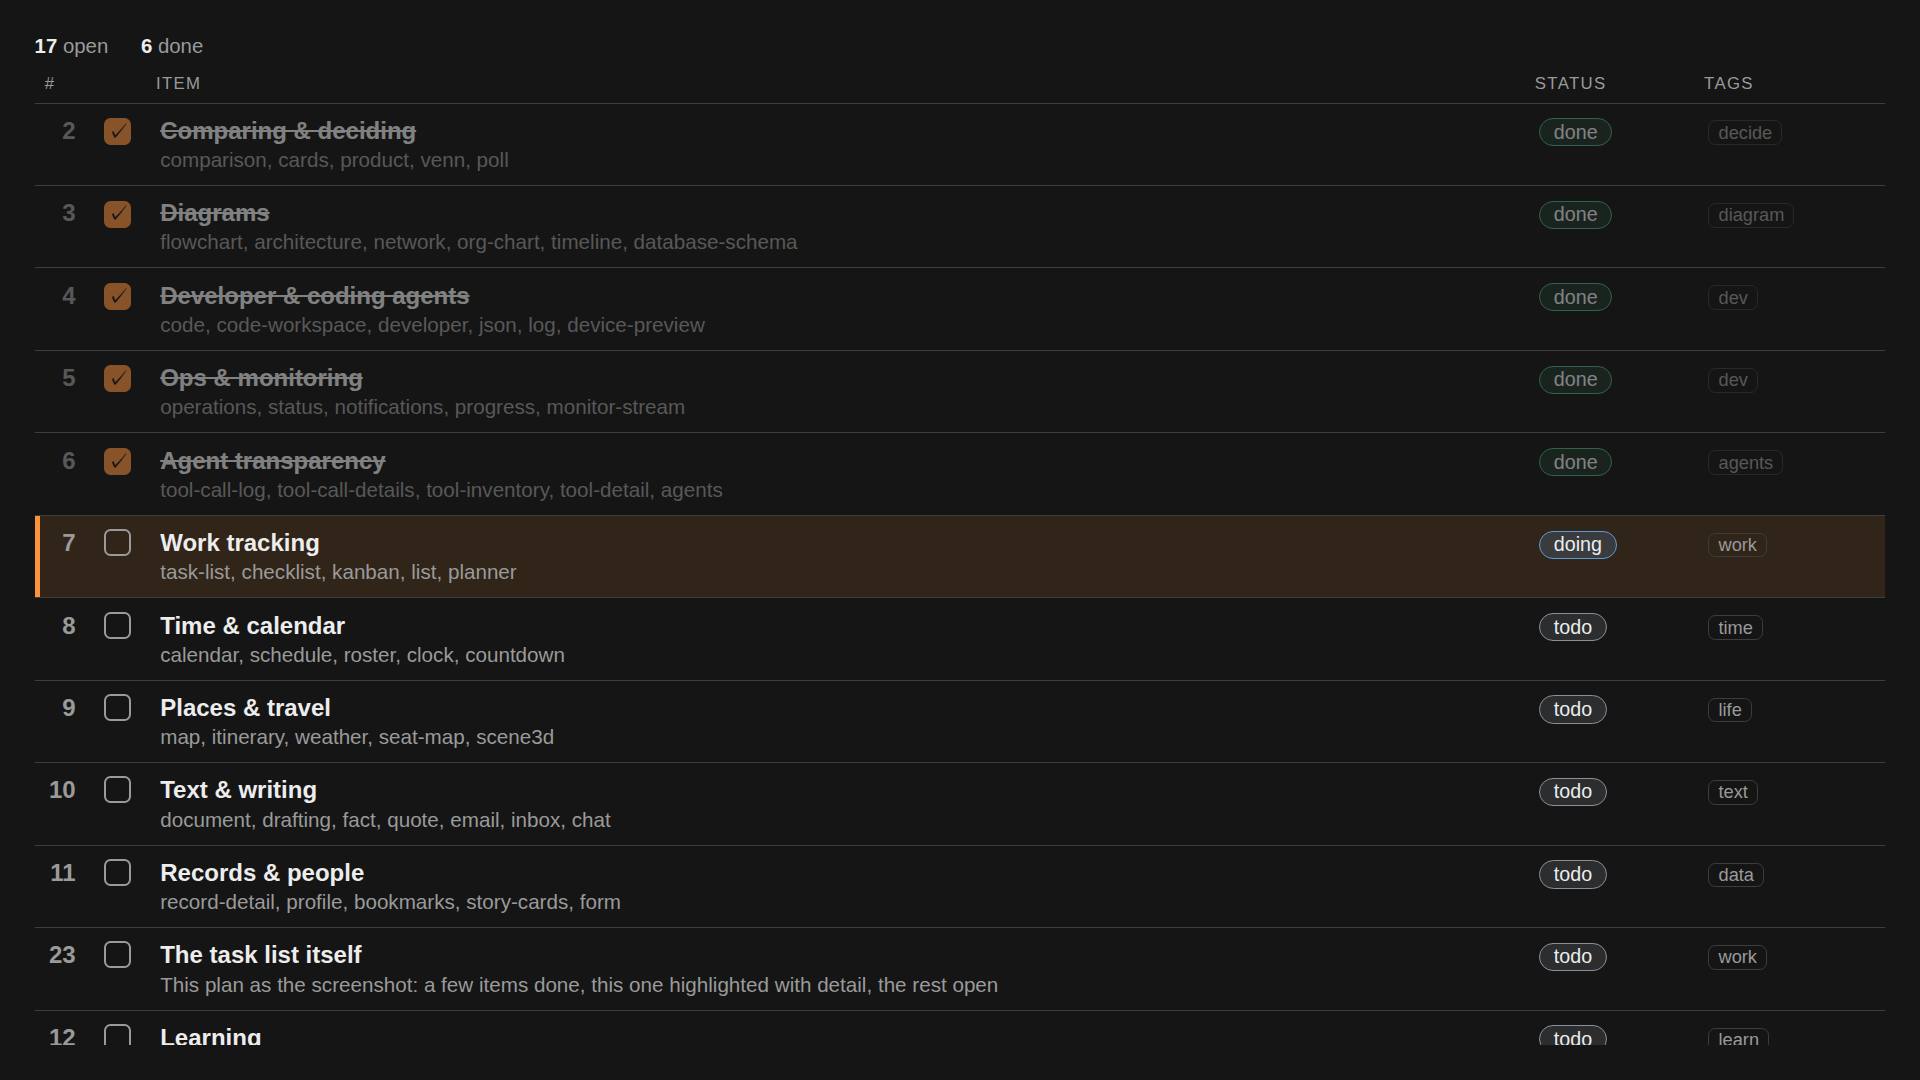 17 open 6 done
# ITEM STATUS TAGS
2 ✓ Comparing & deciding done decide
comparison, cards, product, venn, poll
3 ✓ Diagrams done diagram
flowchart, architecture, network, org-chart, timeline, database-schema
4 ✓ Developer & coding agents done dev
code, code-workspace, developer, json, log, device-preview
5 ✓ Ops & monitoring done dev
operations, status, notifications, progress, monitor-stream
6 ✓ Agent transparency done agents
tool-call-log, tool-call-details, tool-inventory, tool-detail, agents
7 Work tracking doing work
task-list, checklist, kanban, list, planner
8 Time & calendar todo time
calendar, schedule, roster, clock, countdown
9 Places & travel todo life
map, itinerary, weather, seat-map, scene3d
10 Text & writing todo text
document, drafting, fact, quote, email, inbox, chat
11 Records & people todo data
record-detail, profile, bookmarks, story-cards, form
23 The task list itself todo work
This plan as the screenshot: a few items done, this one highlighted with detail, the rest open
12 Learning todo learn